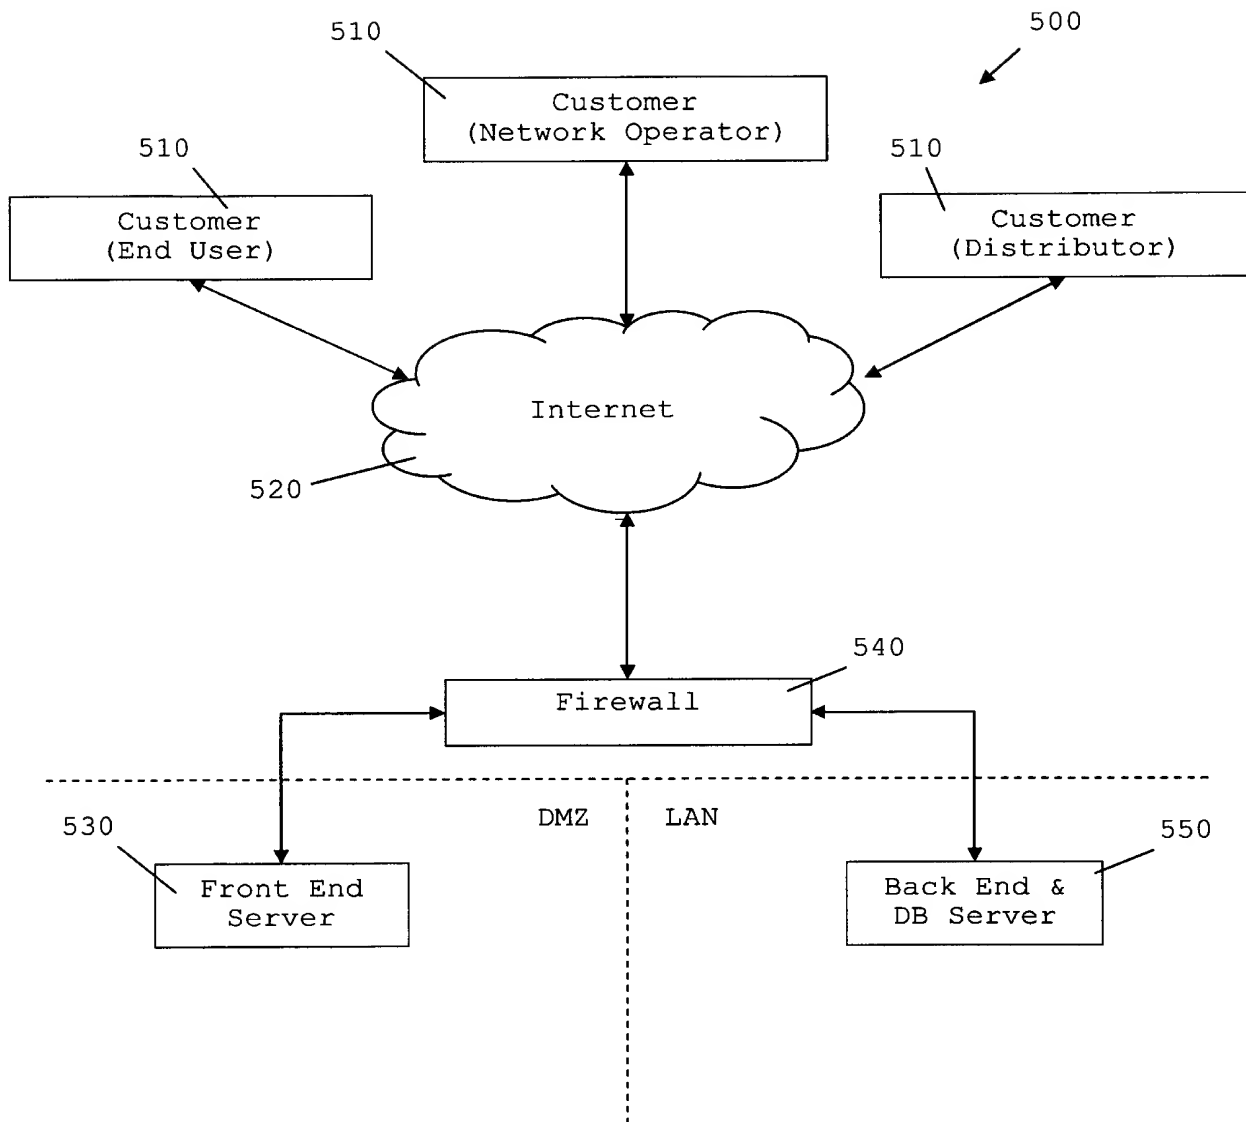 500
510
Customer
(Network Operator)
510
Customer
(End User)
510
Customer
(Distributor)
Internet
520
540
Firewall
DMZ
LAN
530
Front End
Server
550
Back End &
DB Server